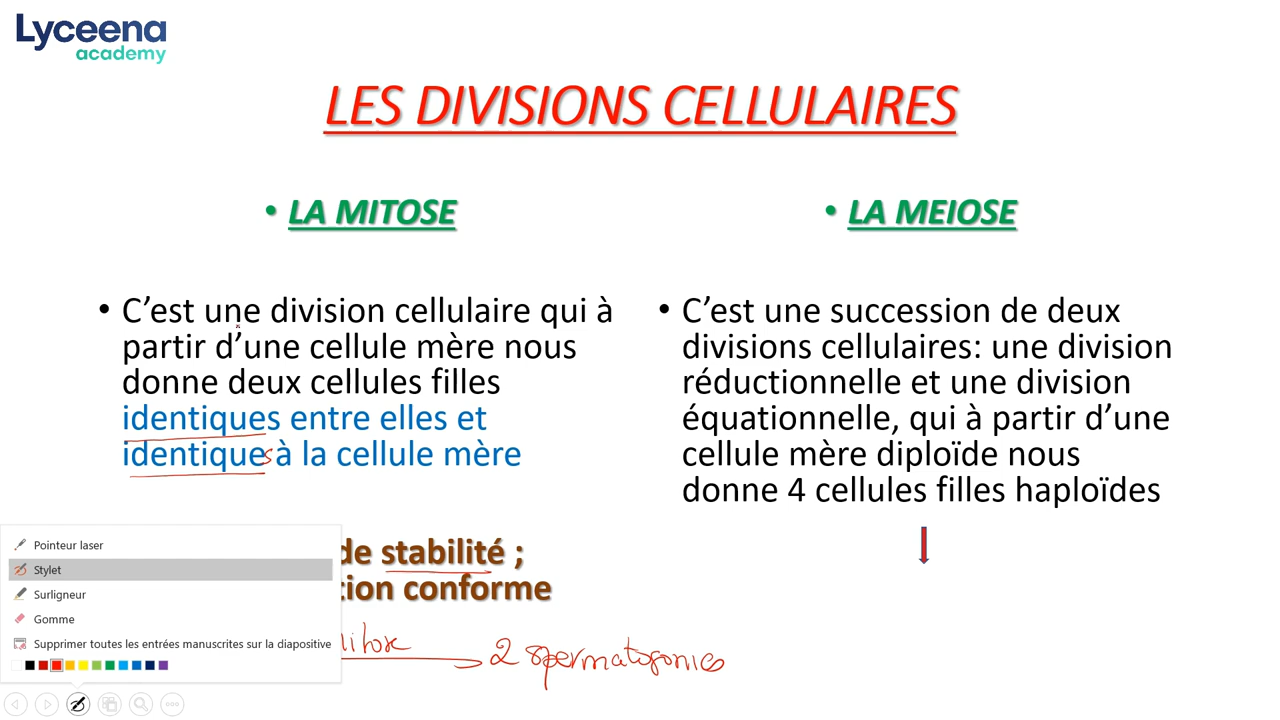 Lyceena
academy
LES DIVISIONS CELLULAIRES
• LA MITOSE
• C’est une division cellulaire qui à
partir d’une cellule mère nous
donne deux cellules filles
identiques entre elles et
identiques à la cellule mère
de stabilité ;
tion conforme
2 spermatogonies
• LA MEIOSE
• C’est une succession de deux
divisions cellulaires: une division
réductionnelle et une division
équationnelle, qui à partir d’une
cellule mère diploïde nous
donne 4 cellules filles haploïdes
Pointeur laser
Stylet
Surligneur
Gomme
Supprimer toutes les entrées manuscrites sur la diapositive